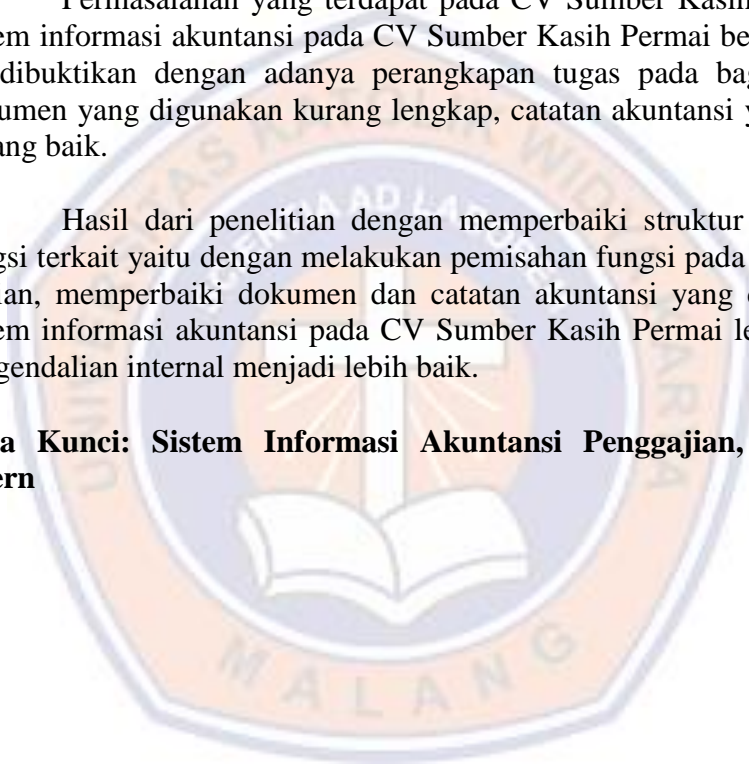 Permasalahan yang terdapat pada CV Sumber Kasih
em informasi akuntansi pada CV Sumber Kasih Permai be
dibuktikan dengan adanya perangkapan tugas pada bag
umen yang digunakan kurang lengkap, catatan akuntansi y
ang baik.
Hasil dari penelitian dengan memperbaiki struktur
gsi terkait yaitu dengan melakukan pemisahan fungsi pada
ian, memperbaiki dokumen dan catatan akuntansi yang
em informasi akuntansi pada CV Sumber Kasih Permai le
gendalian internal menjadi lebih baik.
a Kunci: Sistem Informasi Akuntansi Penggajian,
ern
MALANG